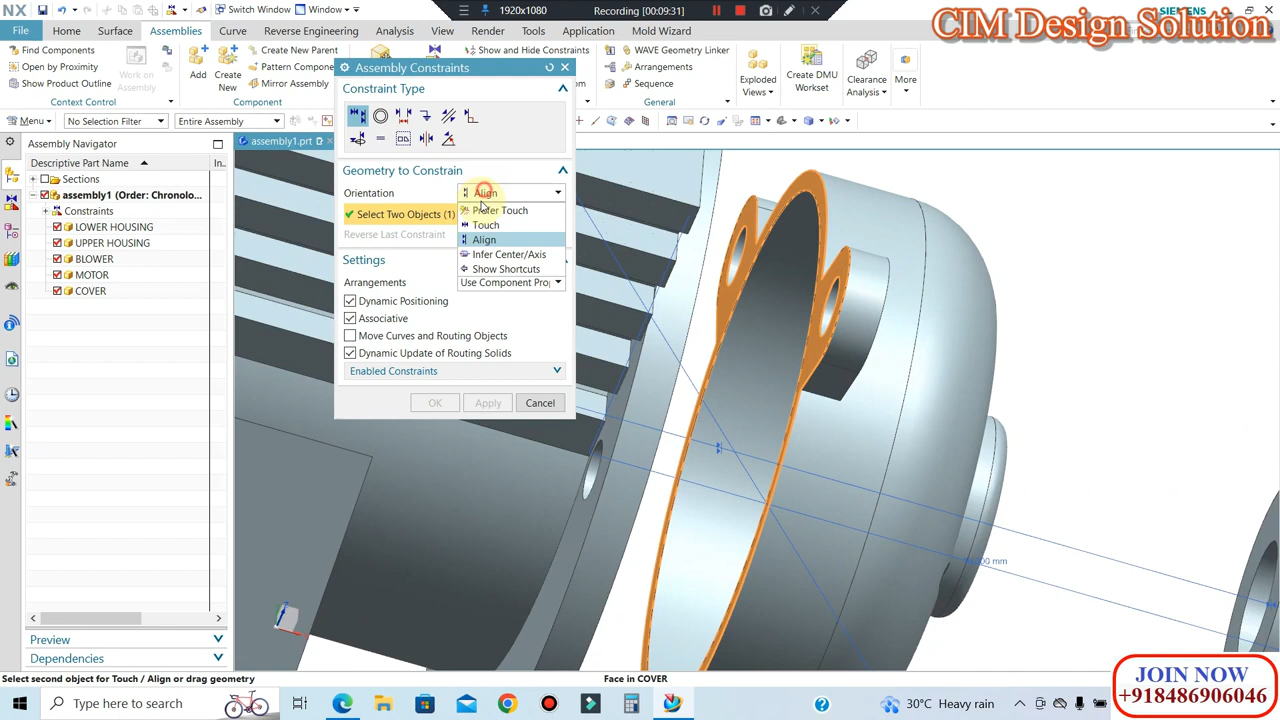 NX
Switch Window
Window
1920x1080
Recording [00:09:31]
SIEMENS
CIM Design Solution
File
Home
Surface
Assemblies
Curve
Reverse Engineering
Analysis
View
Render
Tools
Application
Mold Wizard
Find Components
Open by Proximity
Show Product Outline
Work on
Assembly
Context Control
Add
Create
New
Create New Parent
Pattern Compone
Mirror Assembly
Component
Show and Hide Constraints
WAVE Geometry Linker
Arrangements
Sequence
General
Exploded
Views
Create DMU
Workset
Clearance
Analysis
More
Menu
No Selection Filter
Entire Assembly
Assembly Navigator
Descriptive Part Name
In...
Sections
assembly1 (Order: Chronolo...
Constraints
LOWER HOUSING
UPPER HOUSING
BLOWER
MOTOR
COVER
Preview
Dependencies
assembly1.prt
Assembly Constraints
Constraint Type
Geometry to Constrain
Orientation
Align
Select Two Objects (1)
Reverse Last Constraint
Prefer Touch
Touch
Align
Infer Center/Axis
Show Shortcuts
Settings
Arrangements
Use Component Prop
Dynamic Positioning
Associative
Move Curves and Routing Objects
Dynamic Update of Routing Solids
Enabled Constraints
OK
Apply
Cancel
Select second object for Touch / Align or drag geometry
Face in COVER
JOIN NOW
+918486906046
Type here to search
30°C Heavy rain